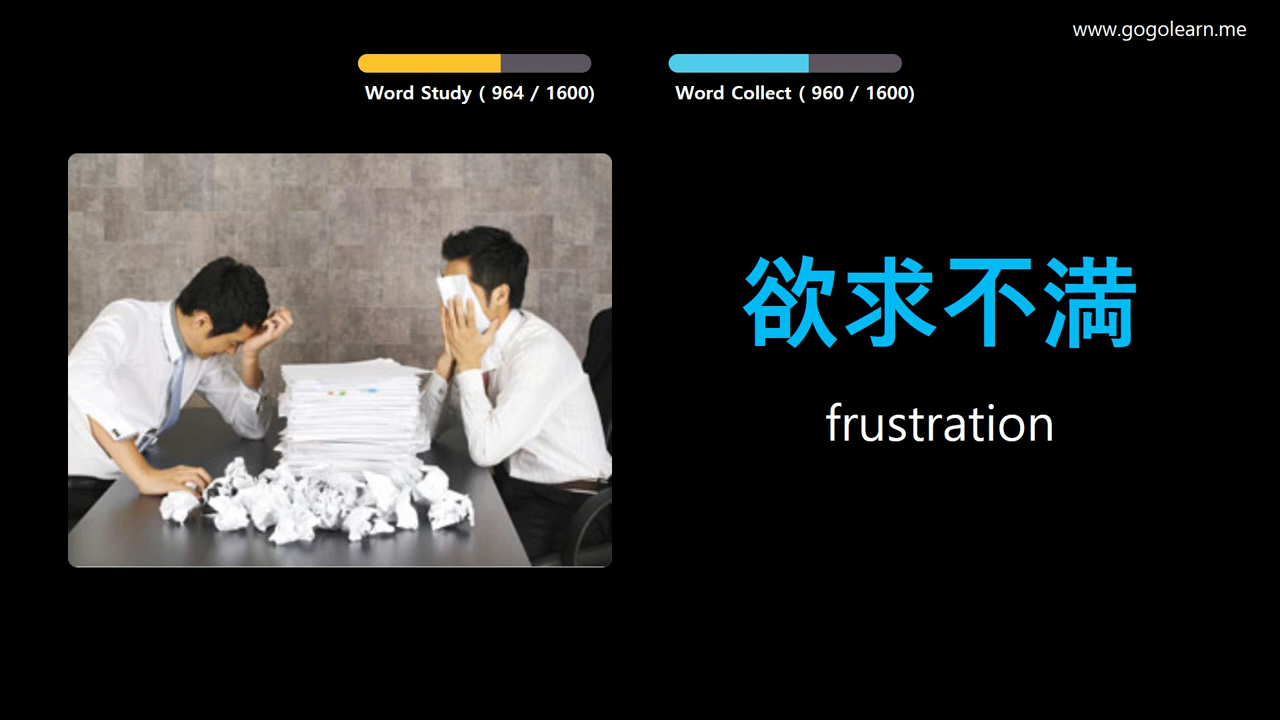 www.gogolearn.me
Word Study ( 964 / 1600)
Word Collect ( 960 / 1600)
欲求不満
frustration